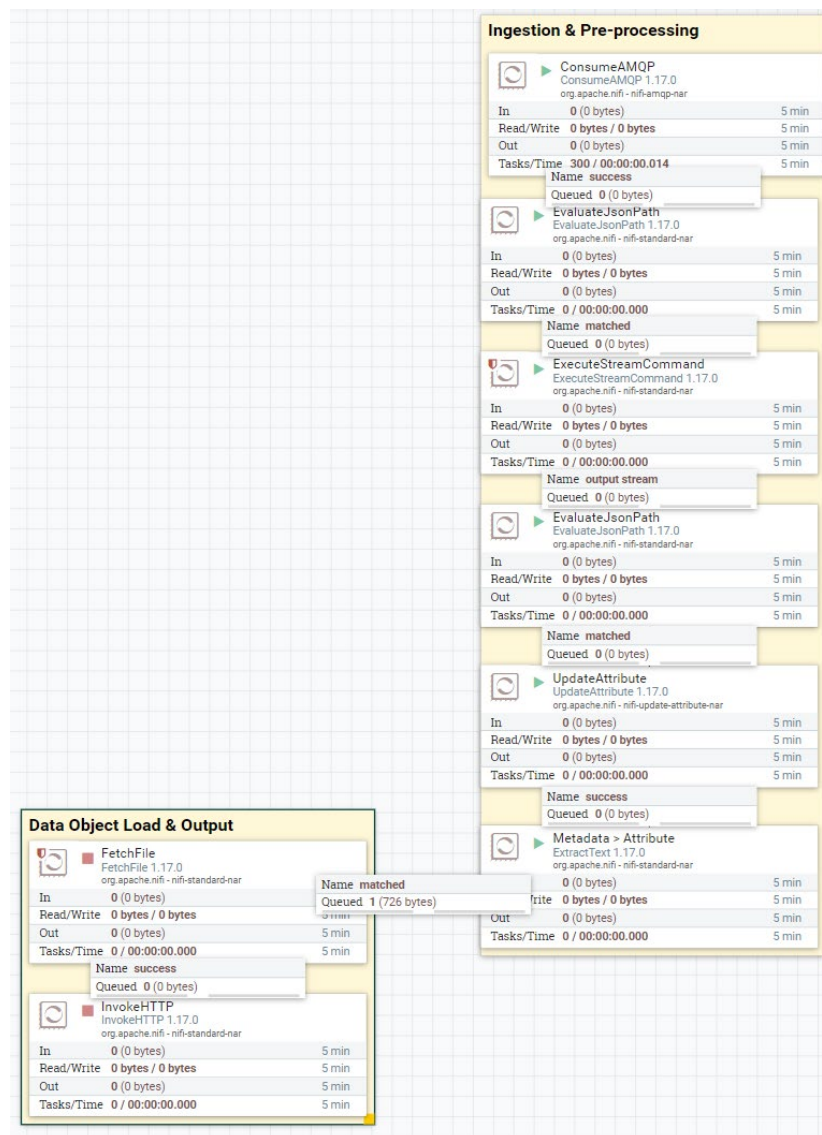 Ingestion & Pre-processing
ConsumeAMQP
ConsumeAMQP 1.17.0
org.apache.nifi - nifi-amqp-nar
In 0 (0 bytes) 5 min
Read/Write 0 bytes / 0 bytes 5 min
Out 0 (0 bytes) 5 min
Tasks/Time 300 / 00:00:00.014 5 min
Name success
Queued 0 (0 bytes)
EvaluateJsonPath
EvaluateJsonPath 1.17.0
org.apache.nifi - nifi-standard-nar
In 0 (0 bytes) 5 min
Read/Write 0 bytes / 0 bytes 5 min
Out 0 (0 bytes) 5 min
Tasks/Time 0 / 00:00:00.000 5 min
Name matched
Queued 0 (0 bytes)
ExecuteStreamCommand
ExecuteStreamCommand 1.17.0
org.apache.nifi - nifi-standard-nar
In 0 (0 bytes) 5 min
Read/Write 0 bytes / 0 bytes 5 min
Out 0 (0 bytes) 5 min
Tasks/Time 0 / 00:00:00.000 5 min
Name output stream
Queued 0 (0 bytes)
EvaluateJsonPath
EvaluateJsonPath 1.17.0
org.apache.nifi - nifi-standard-nar
In 0 (0 bytes) 5 min
Read/Write 0 bytes / 0 bytes 5 min
Out 0 (0 bytes) 5 min
Tasks/Time 0 / 00:00:00.000 5 min
Name matched
Queued 0 (0 bytes)
UpdateAttribute
UpdateAttribute 1.17.0
org.apache.nifi - nifi-update-attribute-nar
In 0 (0 bytes) 5 min
Read/Write 0 bytes / 0 bytes 5 min
Out 0 (0 bytes) 5 min
Tasks/Time 0 / 00:00:00.000 5 min
Name success
Queued 0 (0 bytes)
Metadata > Attribute
ExtractText 1.17.0
org.apache.nifi - nifi-standard-nar
0 (0 bytes) 5 min
rite 0 bytes / 0 bytes 5 min
Out 0 (0 bytes) 5 min
Tasks/Time 0 / 00:00:00.000 5 min
Name matched
Queued 1 (726 bytes)
Data Object Load & Output
FetchFile
FetchFile 1.17.0
org.apache.nifi - nifi-standard-nar
In 0 (0 bytes)
Read/Write 0 bytes / 0 bytes 5 min
Out 0 (0 bytes) 5 min
Tasks/Time 0 / 00:00:00.000 5 min
Name success
Queued 0 (0 bytes)
InvokeHTTP
InvokeHTTP 1.17.0
org.apache.nifi - nifi-standard-nar
In 0 (0 bytes) 5 min
Read/Write 0 bytes / 0 bytes 5 min
Out 0 (0 bytes) 5 min
Tasks/Time 0 / 00:00:00.000 5 min